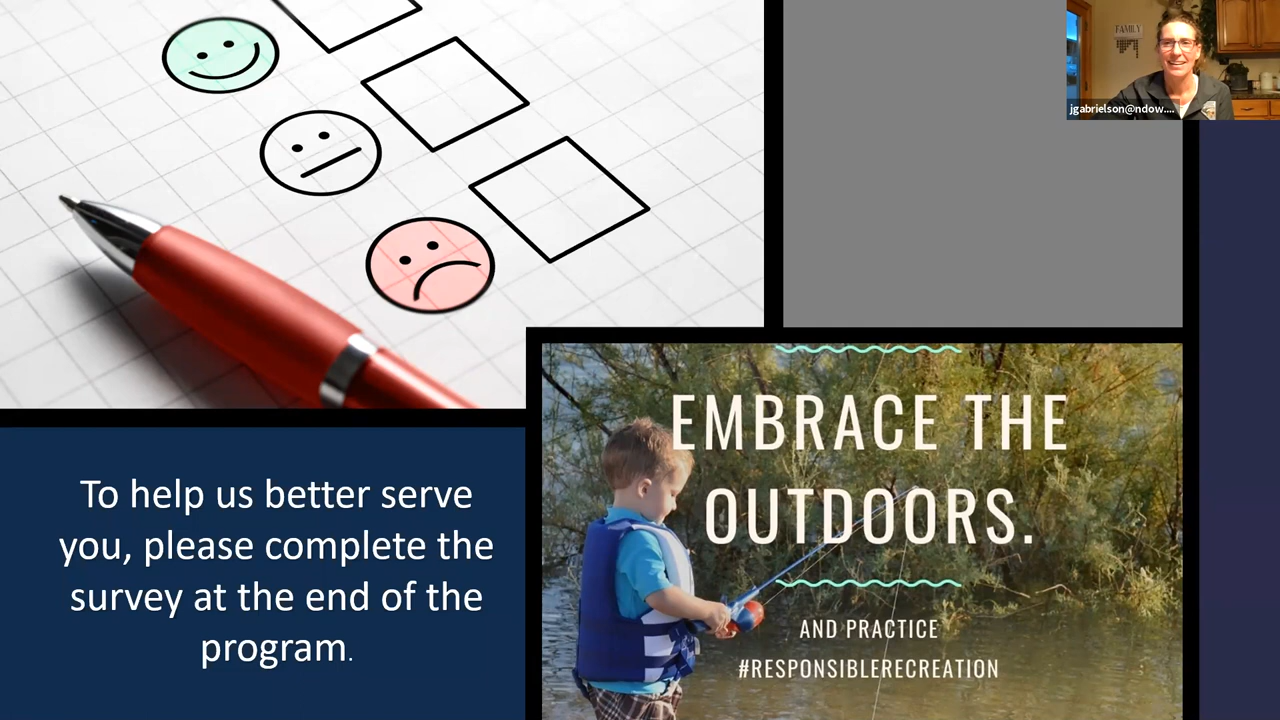 FAMILY
jgabrielson@ndow....
EMBRACE THE
OUTDOORS.
AND PRACTICE
#RESPONSIBLERECREATION
To help us better serve
you, please complete the
survey at the end of the
program.